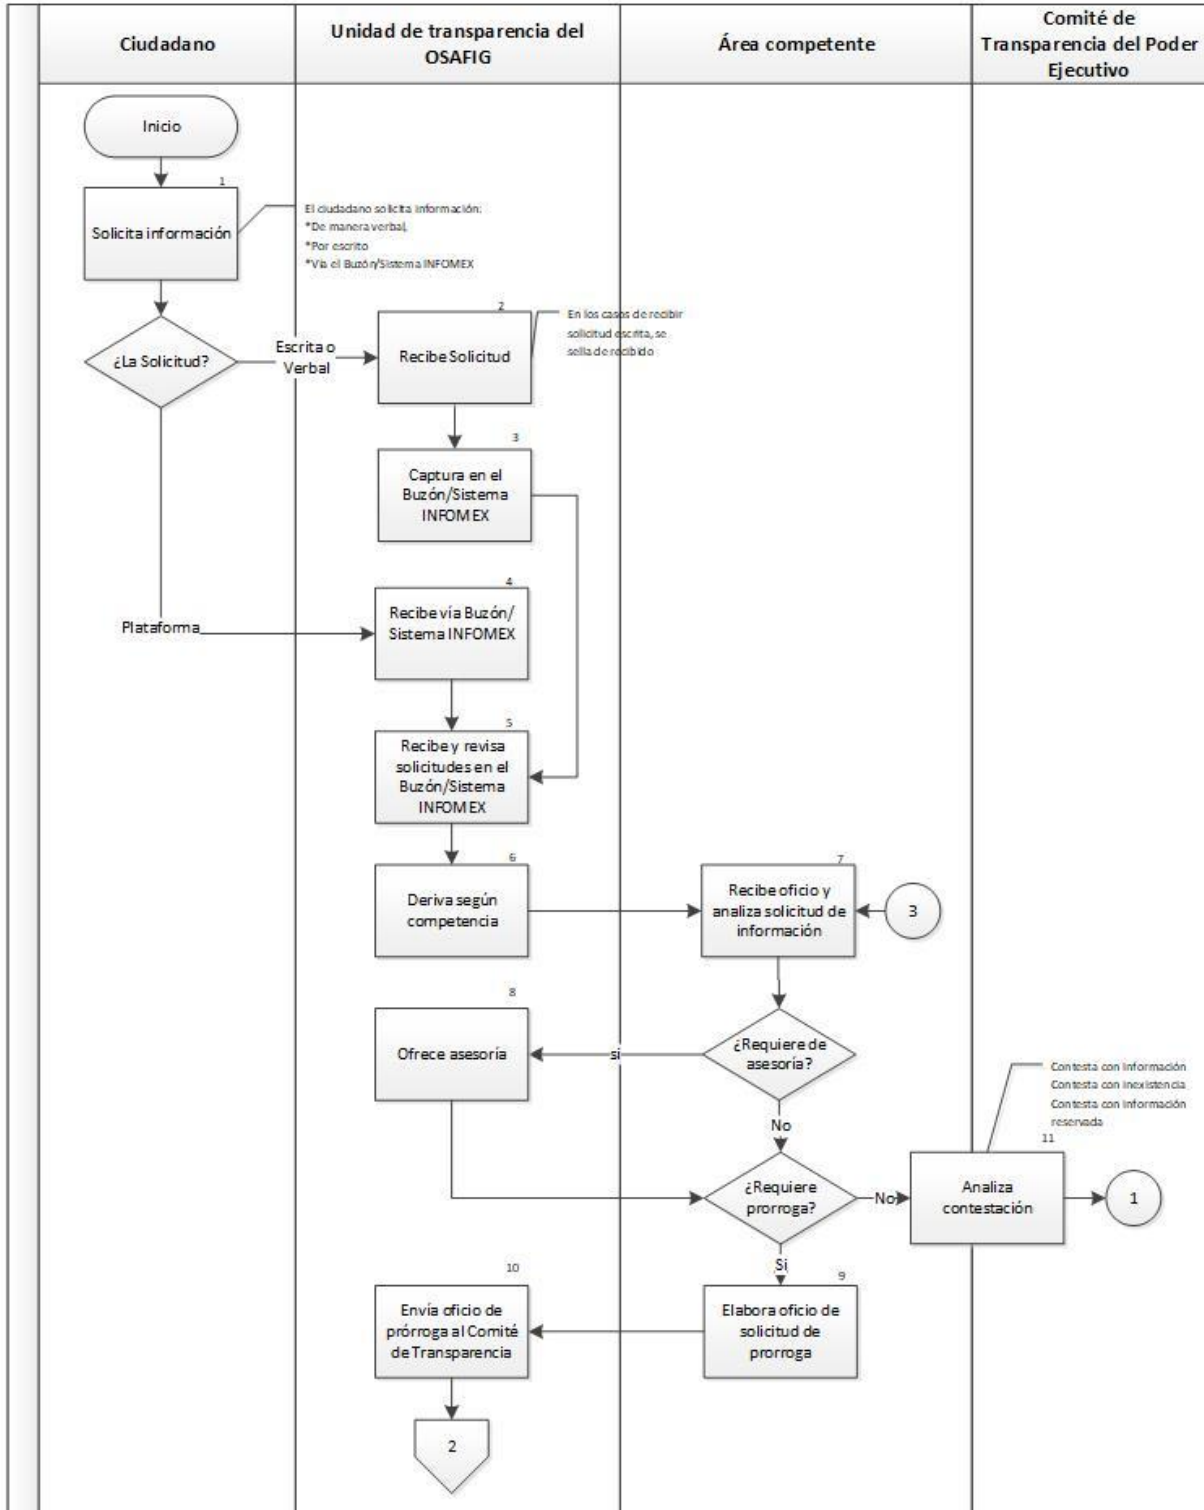 Ciudadano
Unidad de transparencia del
OSAFIG
Área competente
Comité de
Transparencia del Poder
Ejecutivo
Inicio
1
Solicita información
El ciudadano solicita información:
*De manera verbal,
*Por escrito
*Vía el Buzón/Sistema INFOMEX
¿La Solicitud?
Escrita o
Verbal
2
Recibe Solicitud
En los casos de recibir
solicitud escrita, se
sella de recibido
3
Captura en el
Buzón/Sistema
INFOMEX
4
Recibe vía Buzón/
Sistema INFOMEX
Plataforma
5
Recibe y revisa
solicitudes en el
Buzón/Sistema
INFOMEX
6
Deriva según
competencia
7
Recibe oficio y
analiza solicitud de
información
3
8
Ofrece asesoría
si
¿Requiere de
asesoría?
No
Contesta con información
Contesta con inexistencia
Contesta con información
reservada
11
¿Requiere
prorroga?
No
Analiza
contestación
1
Si
10
Envía oficio de
prórroga al Comité
de Transparencia
9
Elabora oficio de
solicitud de
prorroga
2